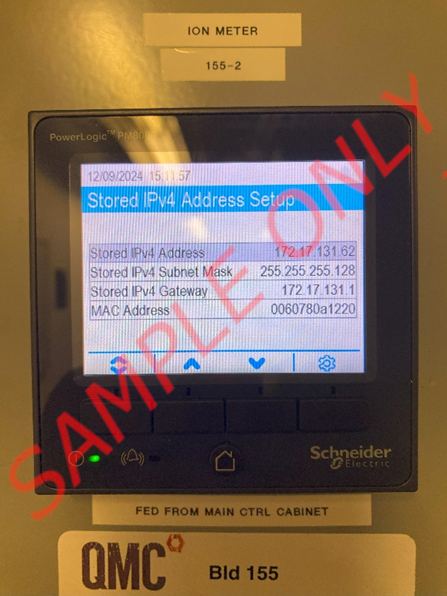 ION METER
155-2
PowerLogic™ PM8000
12/09/2024 15:11:57
Stored IPv4 Address Setup
Stored IPv4 Address 172.17.131.62
Stored IPv4 Subnet Mask 255.255.255.128
Stored IPv4 Gateway 172.17.131.1
MAC Address 0060780a1220
SAMPLE ONLY
Schneider
Electric
FED FROM MAIN CTRL CABINET
QMC Bld 155